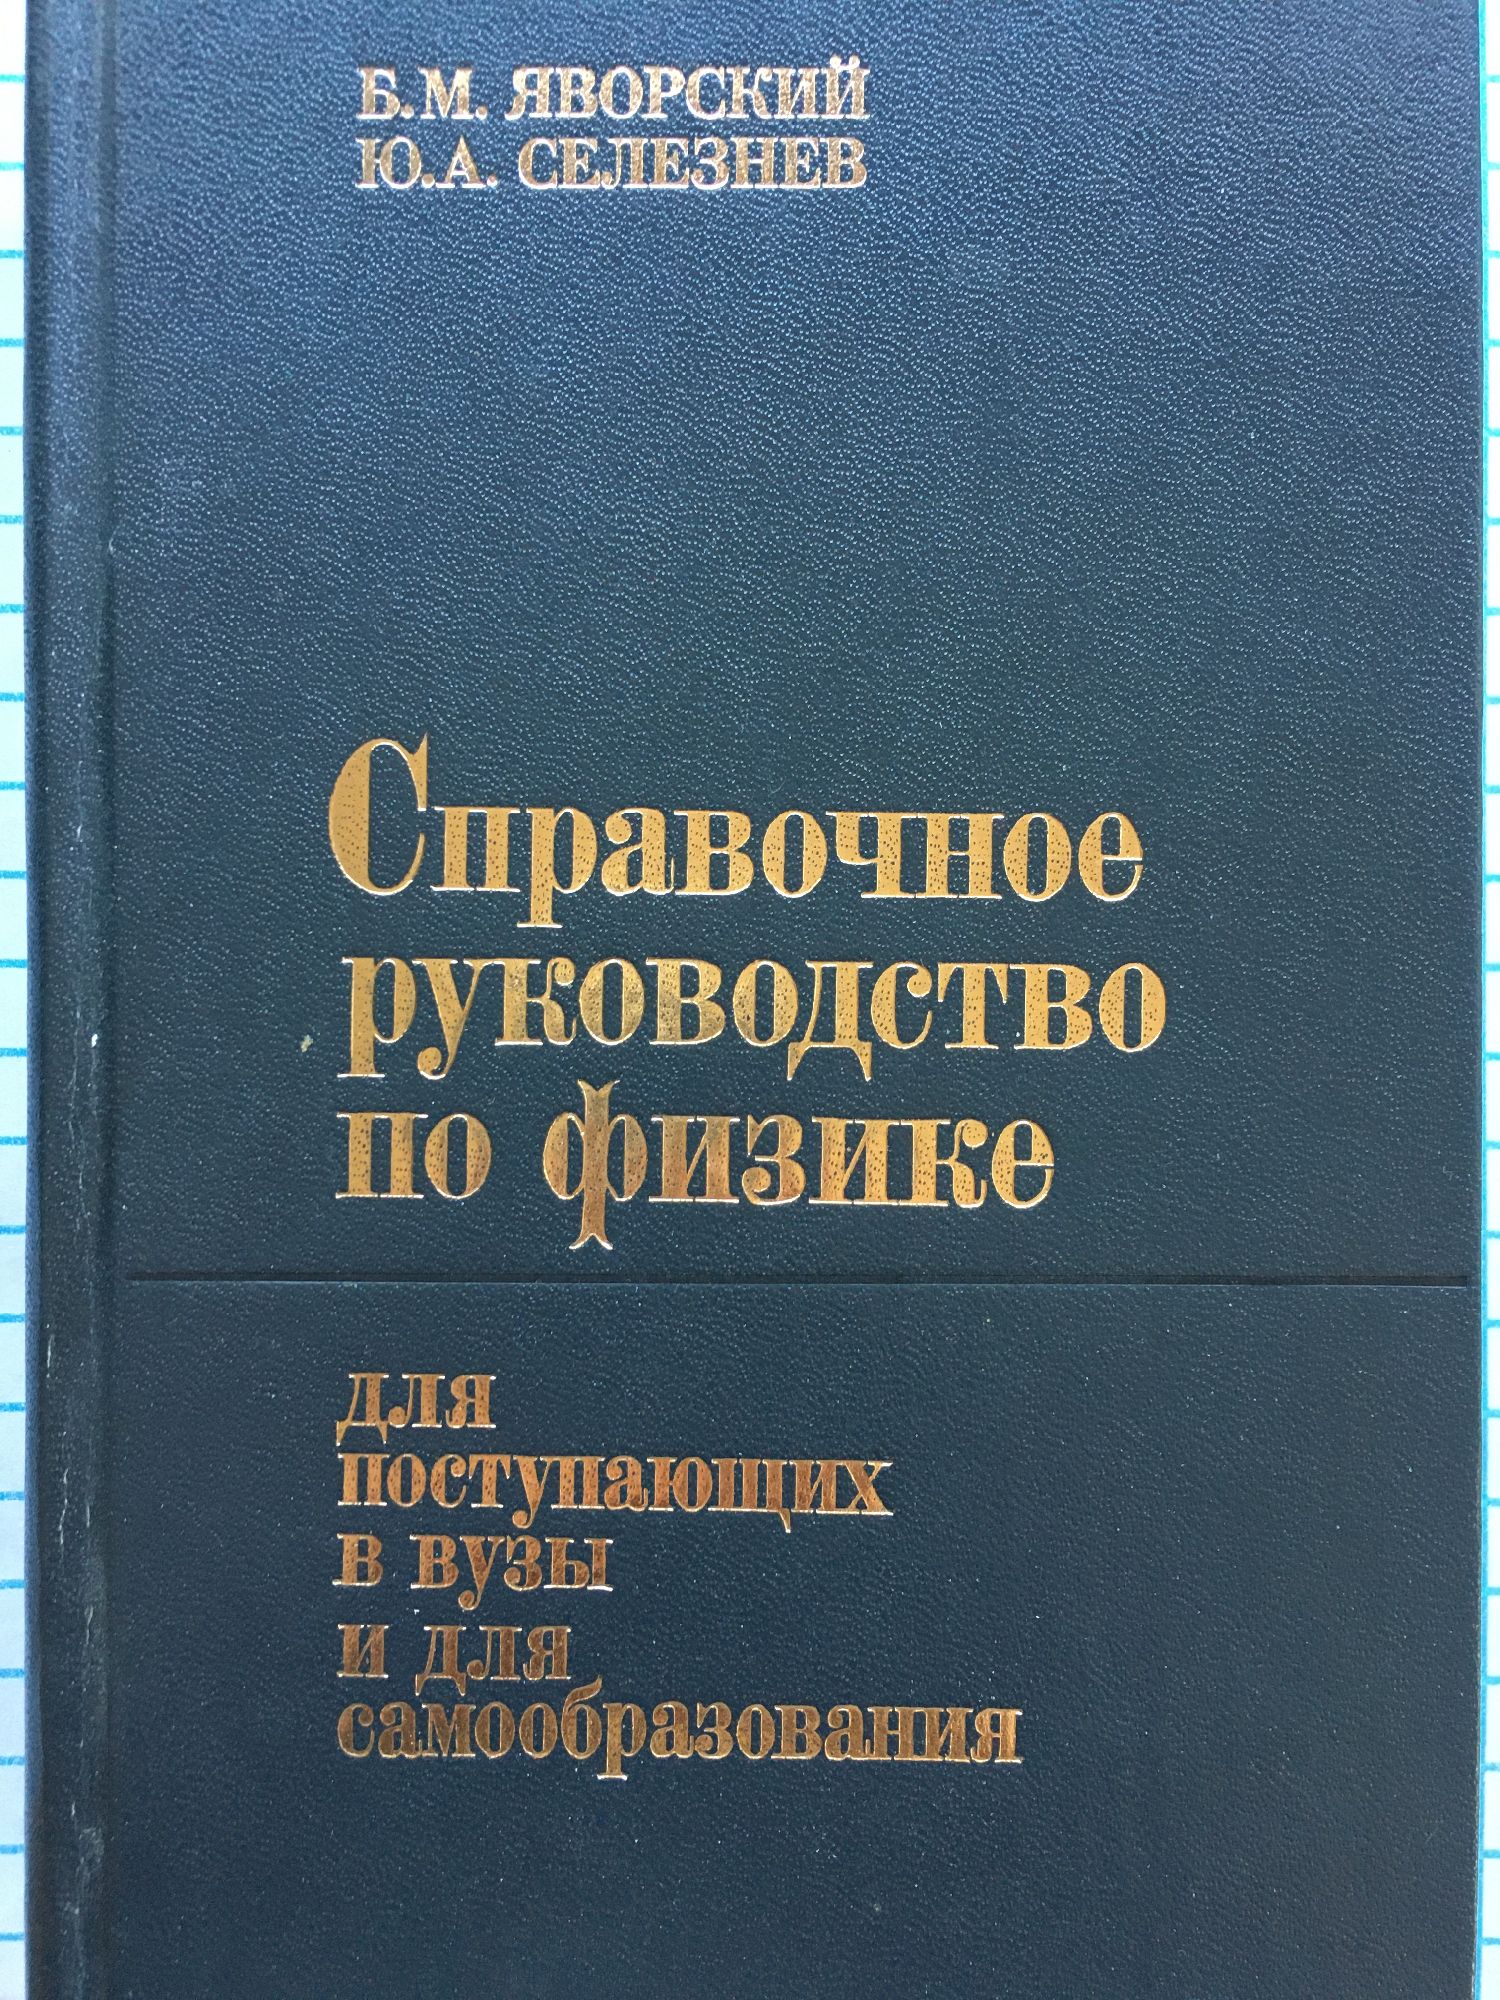 Б.М. ЯВОРСКИЙ
Ю.А. СЕЛЕЗНЕВ
Справочное
руководство
по физике
для
поступающих
в вузы
и для
самообразования